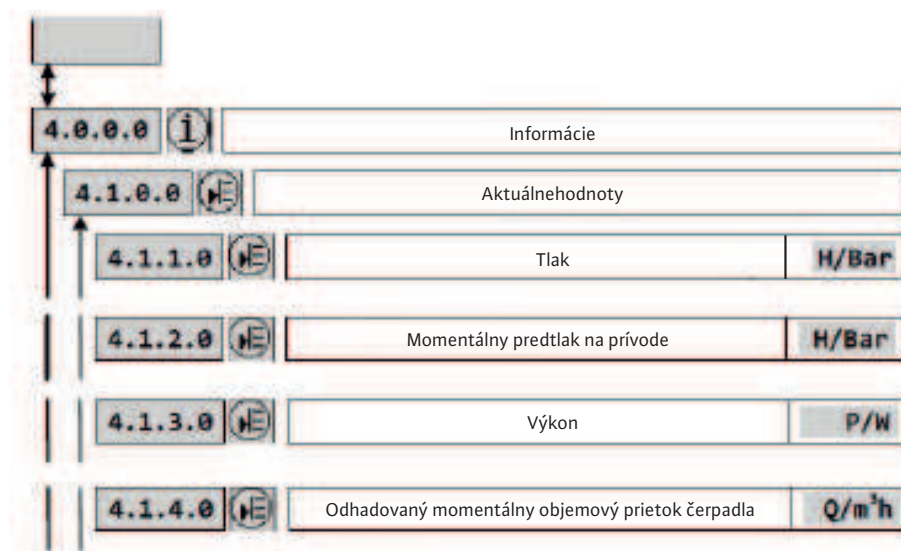 4.0.0.0 i Informácie
4.1.0.0 Aktuálnehodnoty
4.1.1.0 Tlak H/Bar
4.1.2.0 Momentálny predtlak na prívode H/Bar
4.1.3.0 Výkon P/W
4.1.4.0 Odhadovaný momentálny objemový prietok čerpadla Q/m³h